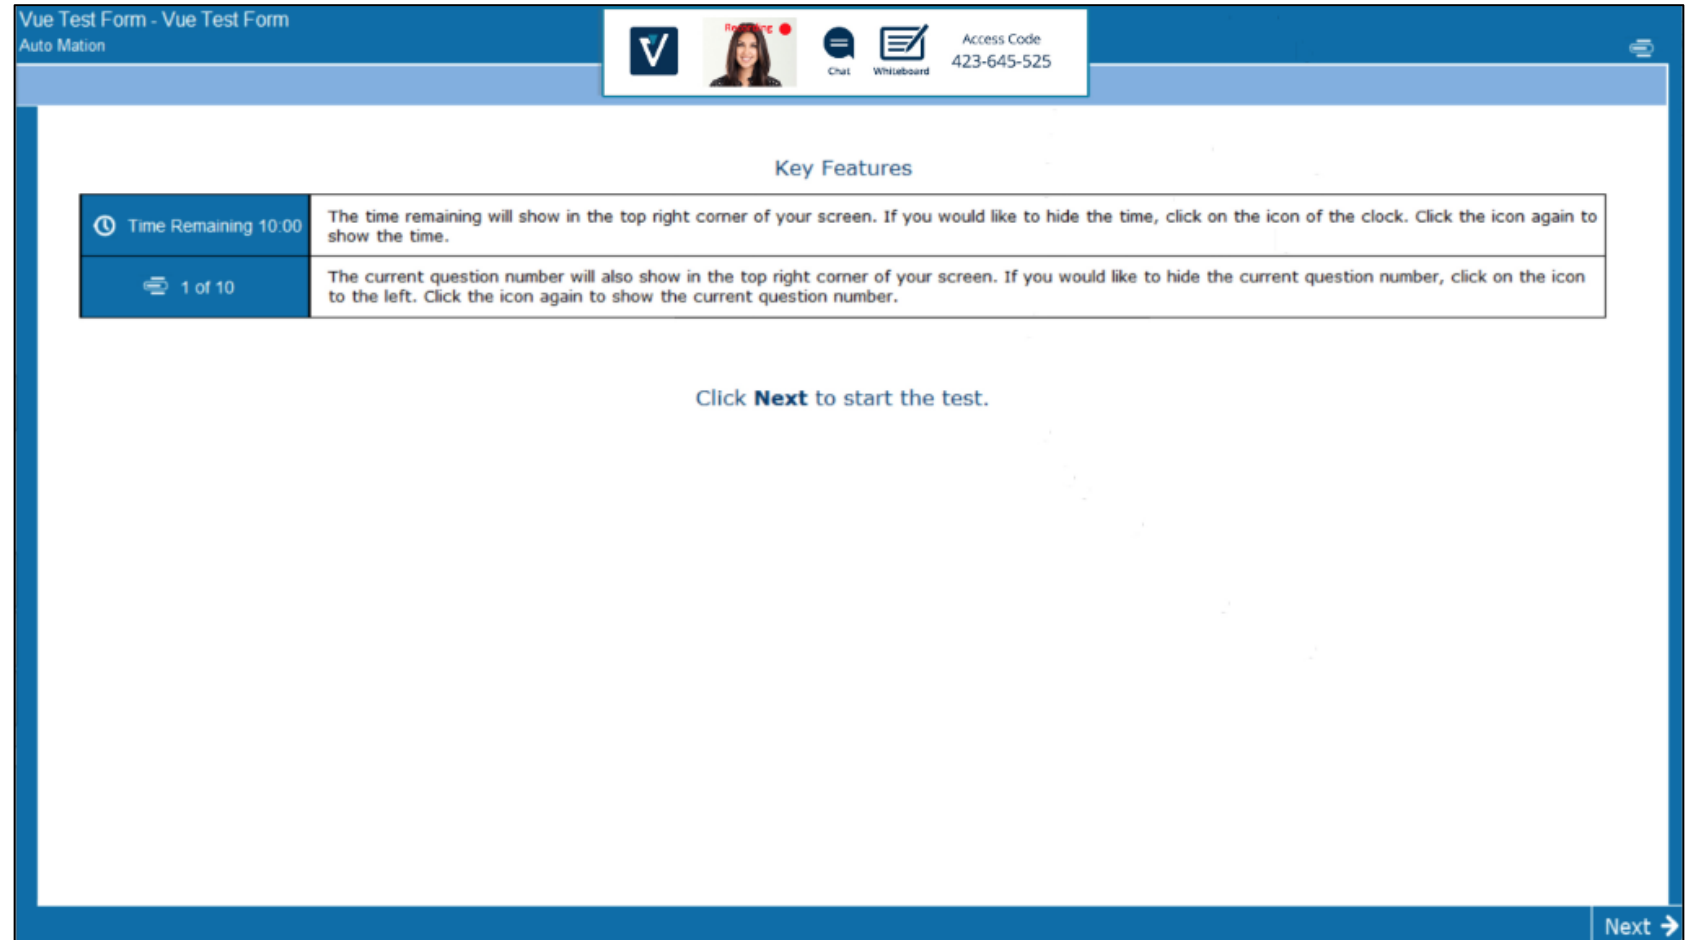 Vue Test Form - Vue Test Form
Auto Mation
Recording
Chat
Whiteboard
Access Code
423-645-525
Key Features
Time Remaining 10:00
The time remaining will show in the top right corner of your screen. If you would like to hide the time, click on the icon of the clock. Click the icon again to
show the time.
1 of 10
The current question number will also show in the top right corner of your screen. If you would like to hide the current question number, click on the icon
to the left. Click the icon again to show the current question number.
Click Next to start the test.
Next